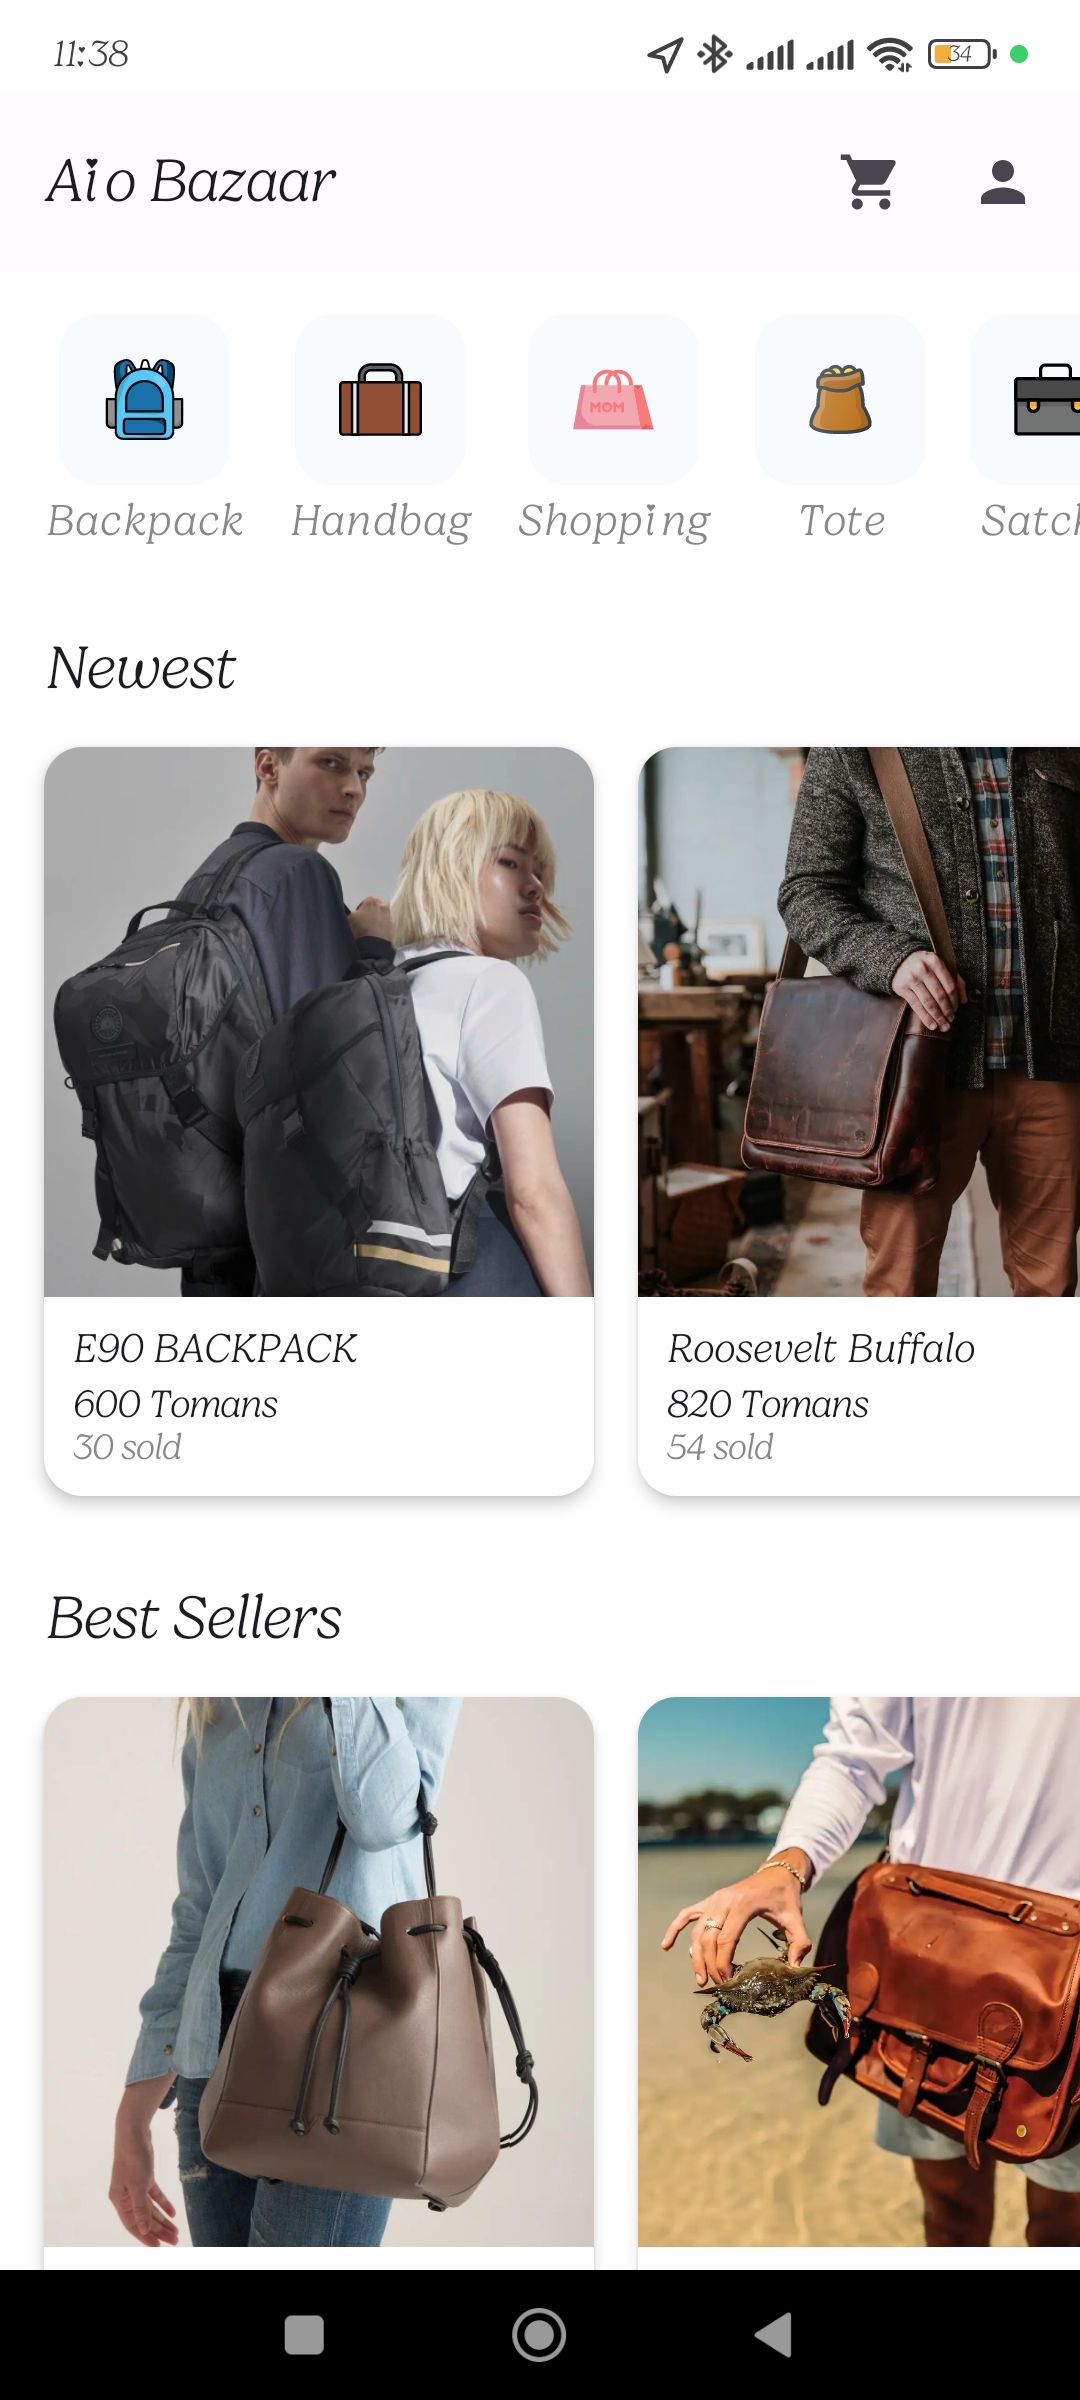 11:38
34
Aio Bazaar
MOM
Backpack Handbag Shopping Tote Satch
Newest
E90 BACKPACK
600 Tomans
30 sold
Roosevelt Buffalo
820 Tomans
54 sold
Best Sellers